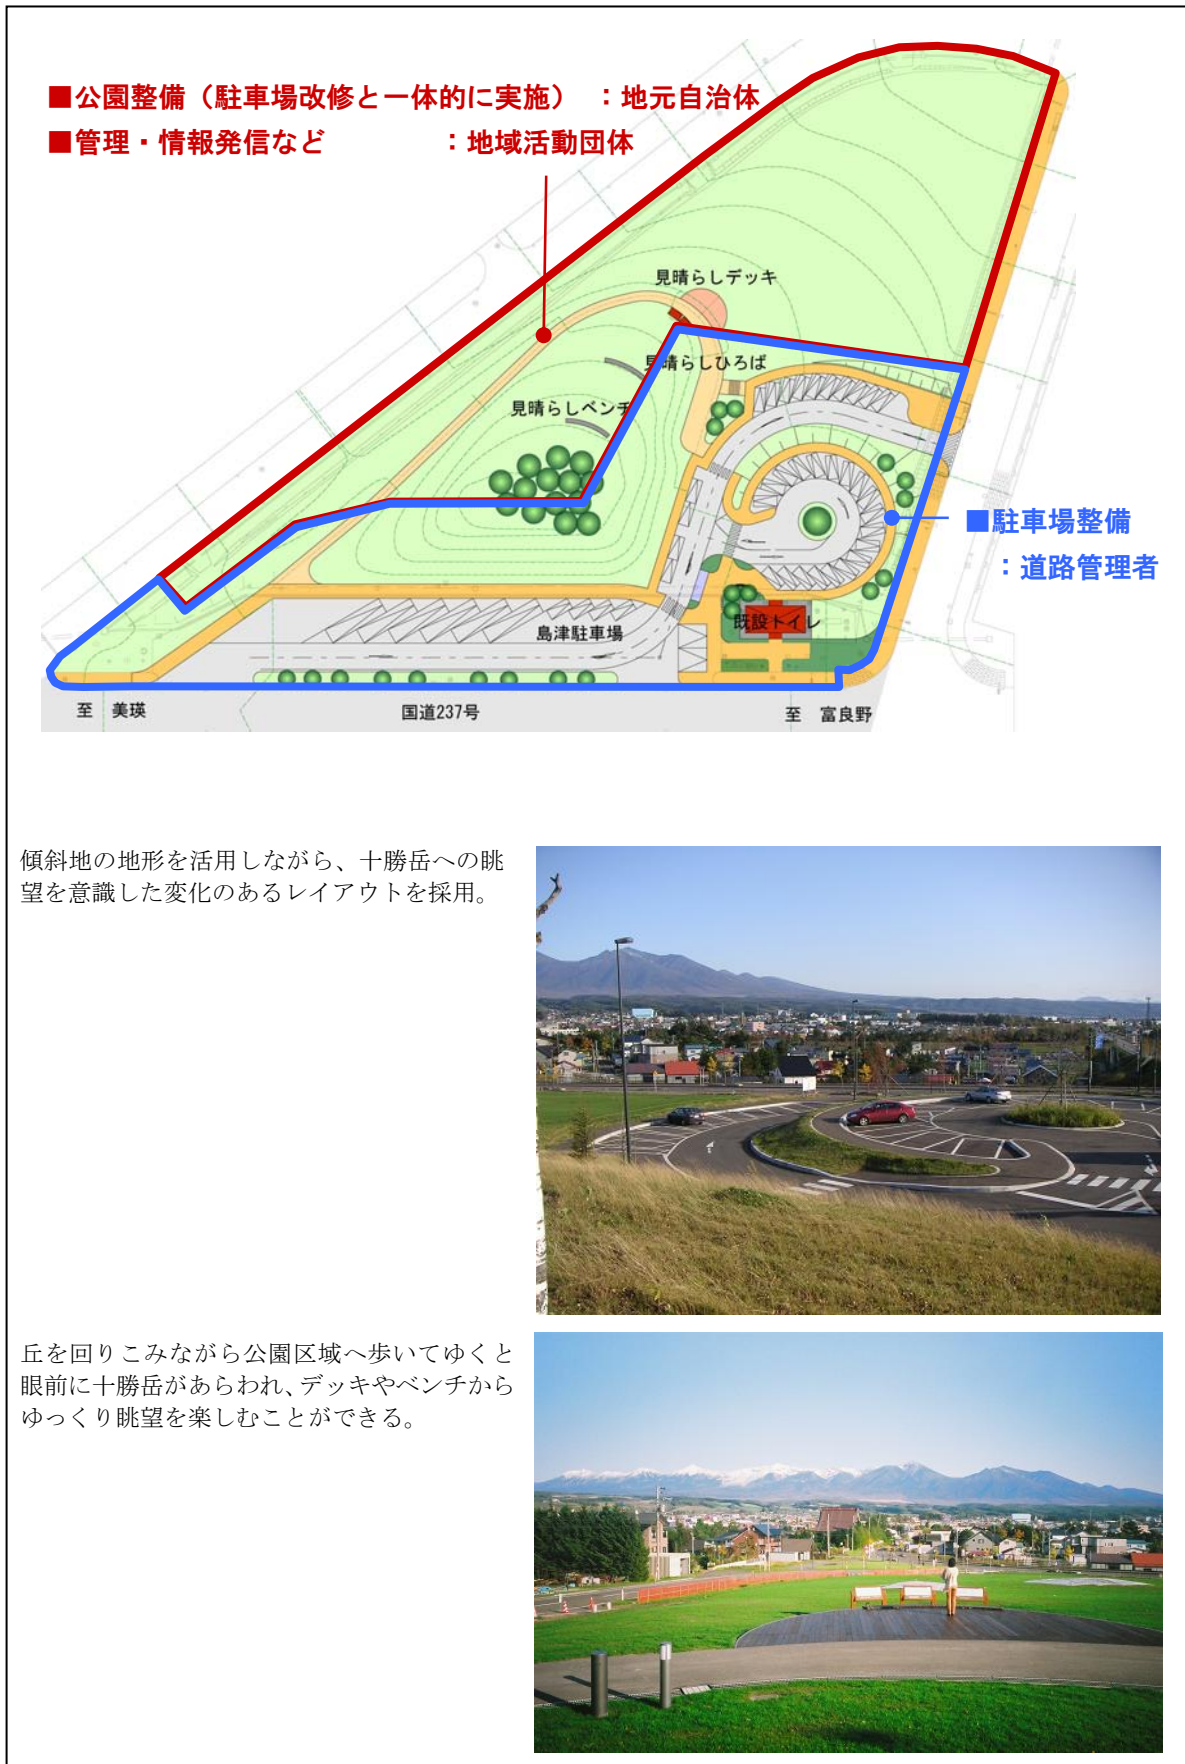 ■公園整備（駐車場改修と一体的に実施）　：地元自治体
■管理・情報発信など　　　　　：地域活動団体
見晴らしデッキ
見晴らしひろば
見晴らしベンチ
■駐車場整備
：道路管理者
既設トイレ
島津駐車場
至　美瑛
国道237号
至　富良野
傾斜地の地形を活用しながら、十勝岳への眺
望を意識した変化のあるレイアウトを採用。
丘を回りこみながら公園区域へ歩いてゆくと
眼前に十勝岳があらわれ、デッキやベンチから
ゆっくり眺望を楽しむことができる。